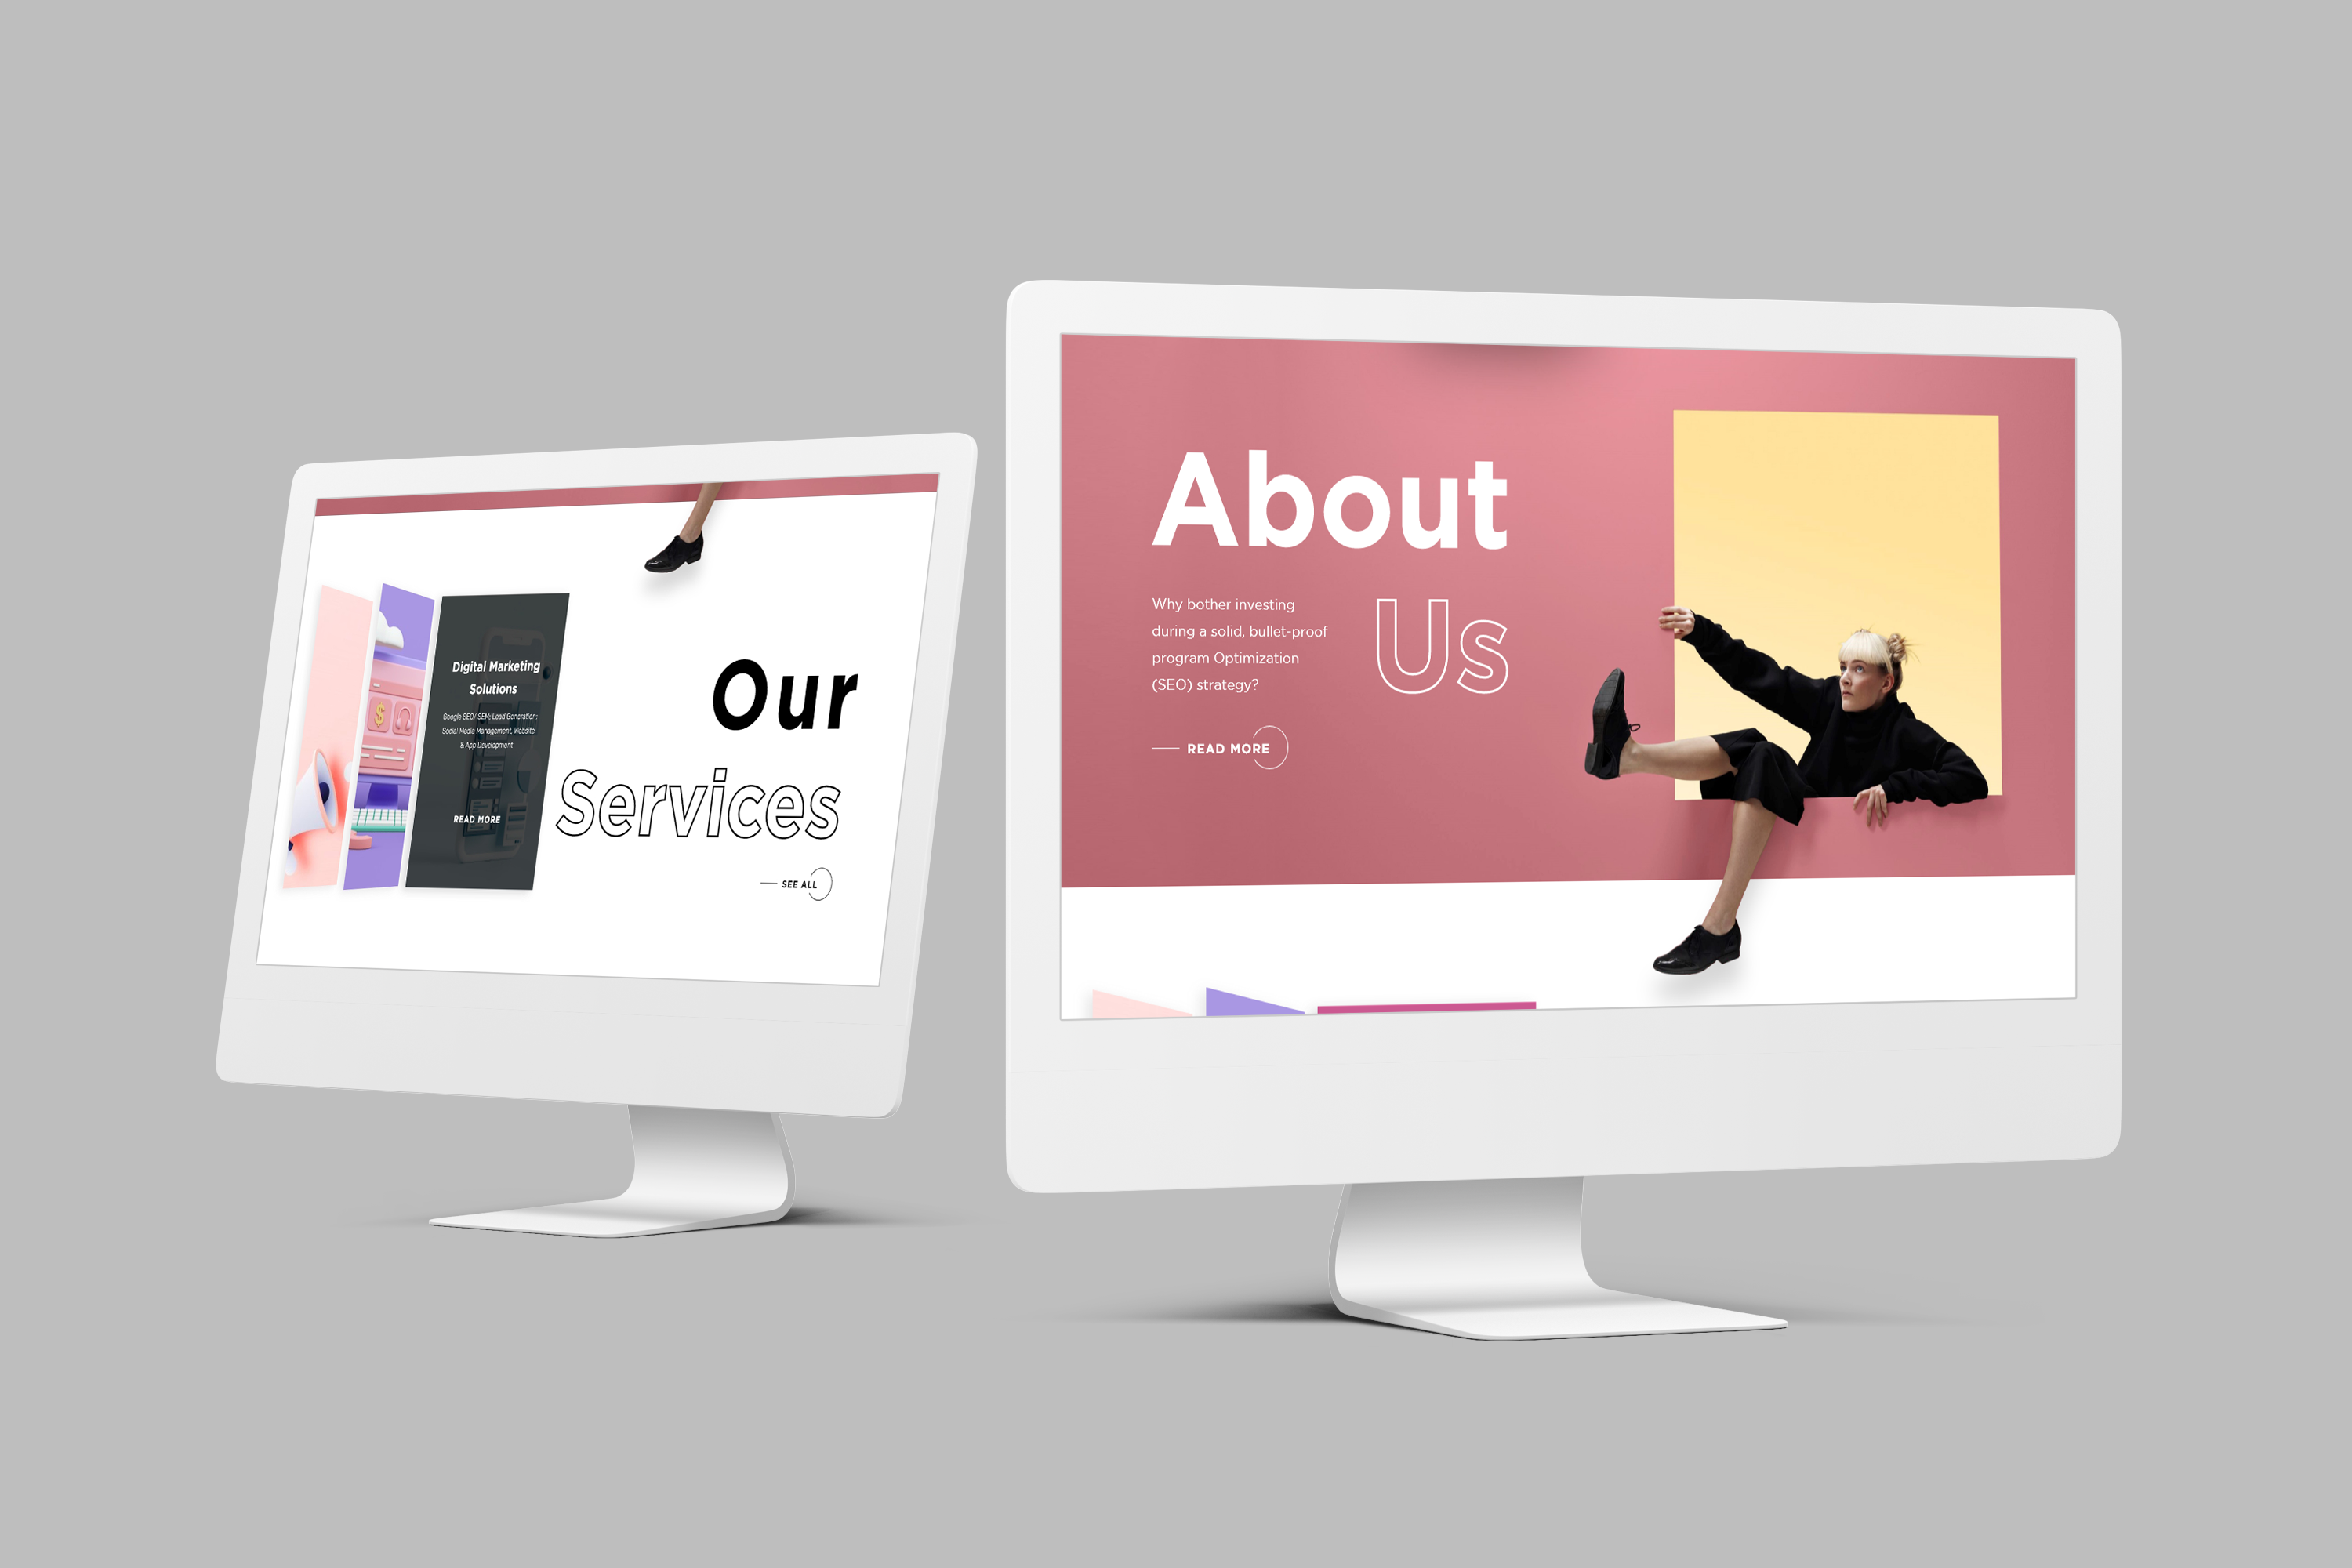 Digital Marketing
Solutions
Google SEO/ SEM; Lead Generation;
Social Media Management, Website
& App Development
READ MORE
Our
Services
SEE ALL
About
Us
Why bother investing
during a solid, bullet-proof
program Optimization
(SEO) strategy?
READ MORE